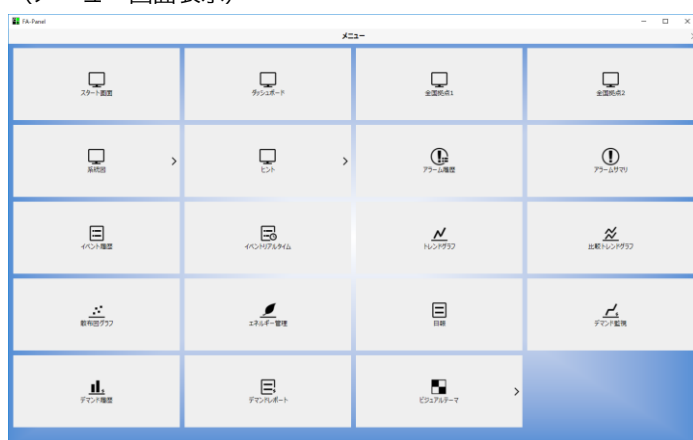 (メニュー画面表示)
FA-Panel
メニュー
スタート画面
ダッシュボード
全国拠点1
全国拠点2
系統図
ヒント
アラーム履歴
アラームサマリ
イベント履歴
イベントリアルタイム
トレンドグラフ
比較トレンドグラフ
散布図グラフ
エネルギー管理
日報
デマンド監視
デマンド履歴
デマンドレポート
ビジュアルテーマ